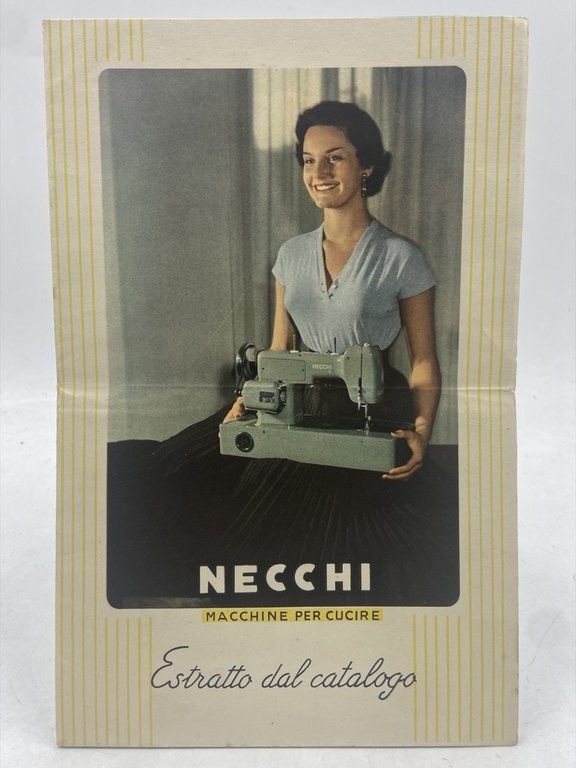 NECCHI
NECCHI
MACCHINE PER CUCIRE
Estratto dal catalogo